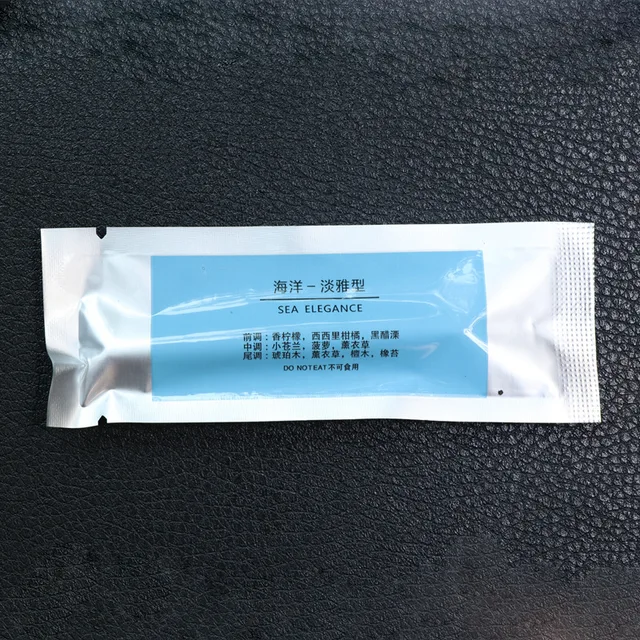 海洋－淡雅型
SEA ELEGANCE
前调：香柠檬，西西里柑橘，黑醋溧
中调：小苍兰，菠萝，薰衣草
尾调：琥珀木，薰衣草，檀木，橡苔
DO NOTEAT不可食用